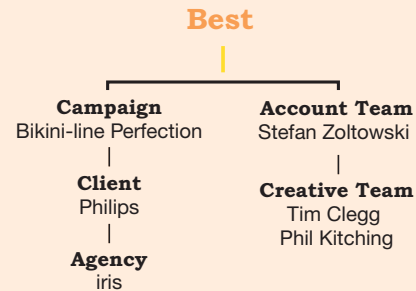 Best
Campaign
Bikini-line Perfection
Client
Philips
Agency
iris
Account Team
Stefan Zoltowski
Creative Team
Tim Clegg
Phil Kitching